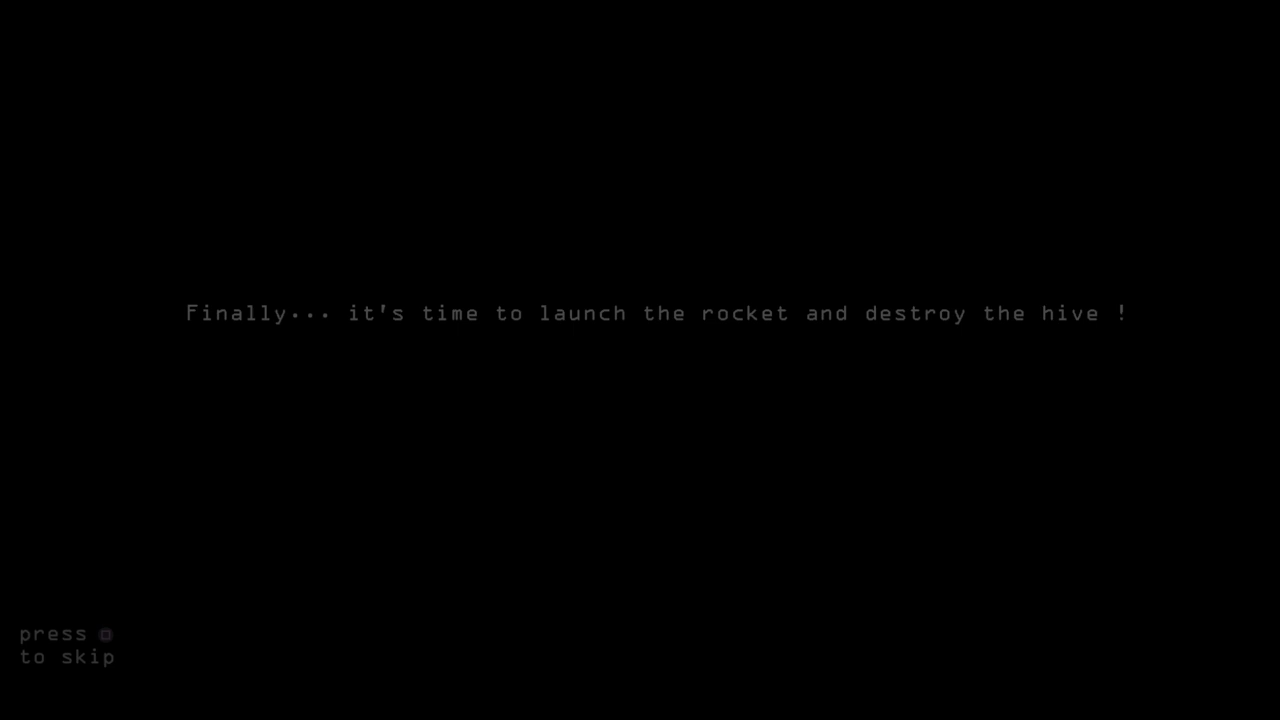 Finally... it's time to launch the rocket and destroy the hive !
press
to skip